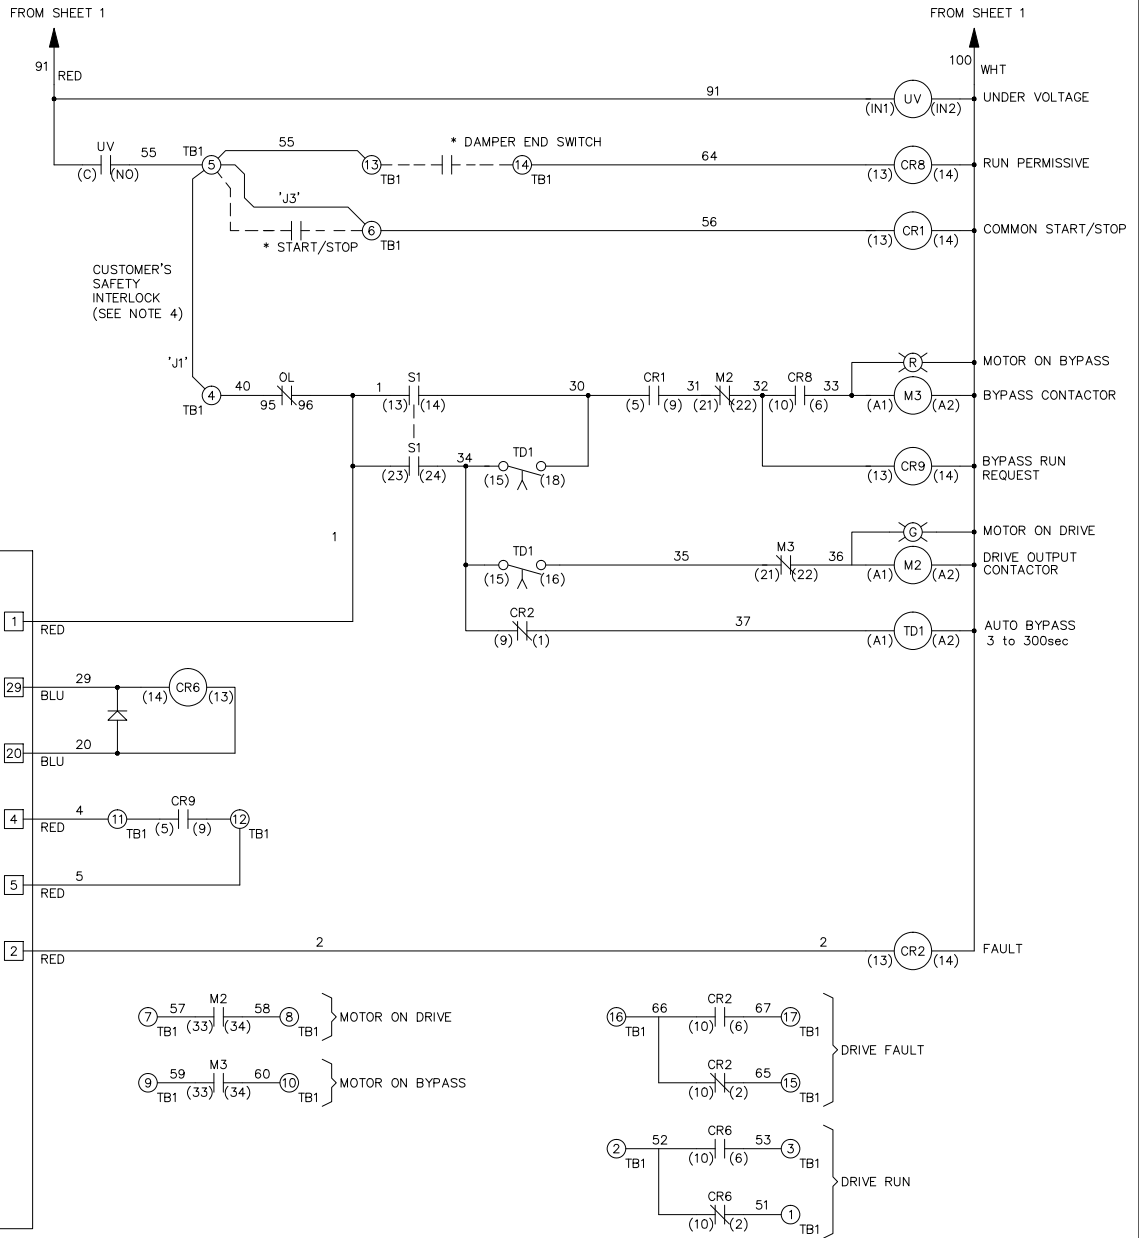 FROM SHEET 1
FROM SHEET 1
91
RED
100
WHT
91
(IN1)
UV
(IN2)
UNDER VOLTAGE
UV
(C)
(NO)
55
TB1
5
55
13
TB1
* DAMPER END SWITCH
14
TB1
64
(13)
CR8
(14)
RUN PERMISSIVE
'J3'
* START/STOP
6
TB1
56
(13)
CR1
(14)
COMMON START/STOP
CUSTOMER'S
SAFETY
INTERLOCK
(SEE NOTE 4)
'J1'
TB1
4
40
OL
95
96
1
S1
(13)
(14)
30
CR1
(5)
(9)
31
M2
(21)
(22)
32
CR8
(10)
(6)
33
R
MOTOR ON BYPASS
(A1)
M3
(A2)
BYPASS CONTACTOR
S1
(23)
(24)
34
TD1
(15)
(18)
(13)
CR9
(14)
BYPASS RUN
REQUEST
1
TD1
(15)
(16)
35
M3
(21)
(22)
36
G
MOTOR ON DRIVE
(A1)
M2
(A2)
DRIVE OUTPUT
CONTACTOR
CR2
(9)
(1)
37
(A1)
TD1
(A2)
AUTO BYPASS
3 to 300sec
1
RED
29
BLU
29
(14)
CR6
(13)
20
BLU
20
4
RED
4
11
TB1
CR9
(5)
(9)
12
TB1
5
RED
5
2
RED
2
2
(13)
CR2
(14)
FAULT
7
TB1
57
M2
(33)
(34)
58
8
TB1
MOTOR ON DRIVE
9
TB1
59
M3
(33)
(34)
60
10
TB1
MOTOR ON BYPASS
16
TB1
66
CR2
(10)
(6)
67
17
TB1
CR2
(10)
(2)
65
15
TB1
DRIVE FAULT
2
TB1
52
CR6
(10)
(6)
53
3
TB1
CR6
(10)
(2)
51
1
TB1
DRIVE RUN